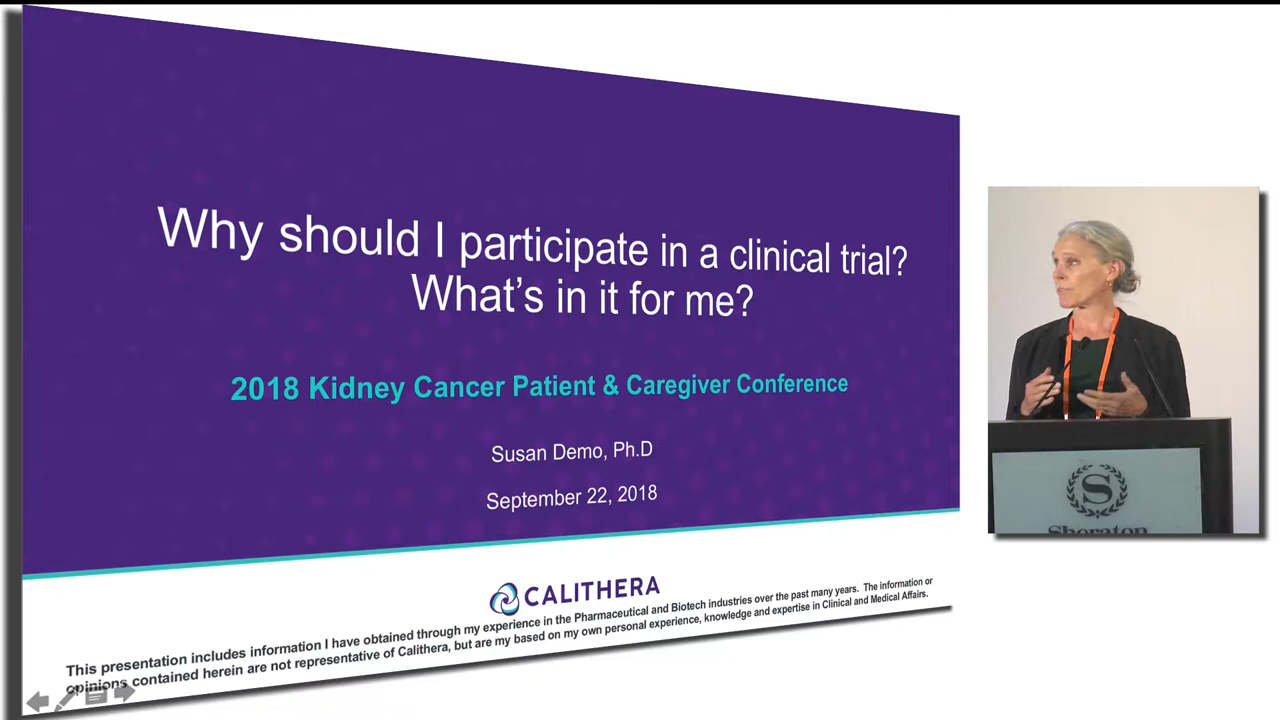 Why should I participate in a clinical trial?
What's in it for me?
2018 Kidney Cancer Patient & Caregiver Conference
Susan Demo, Ph.D
September 22, 2018
CALITHERA
This presentation includes information I have obtained through my experience in the Pharmaceutical and Biotech industries over the past many years. The information or
opinions contained herein are not representative of Calithera, but are my based on my own personal experience, knowledge and expertise in Clinical and Medical Affairs.
S
Sheraton